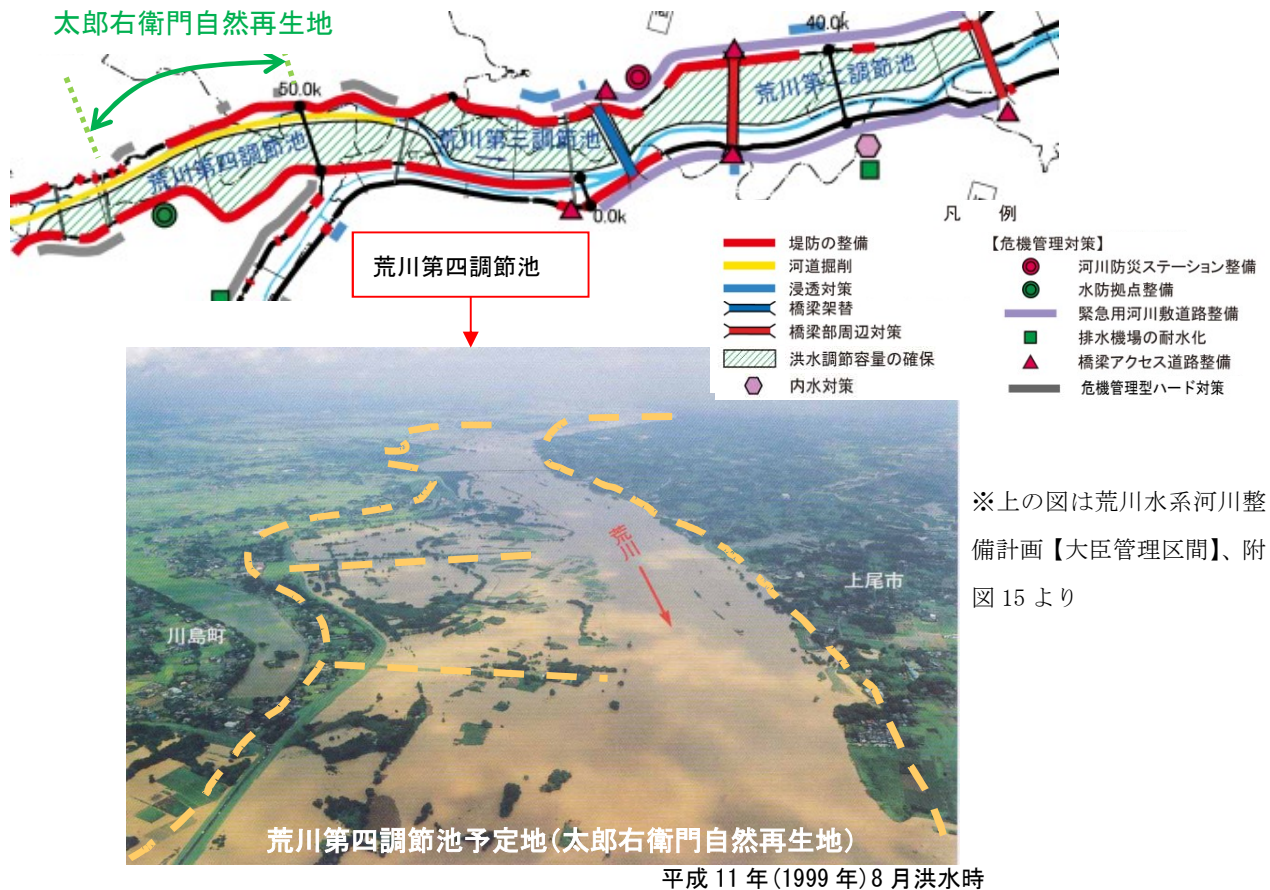 太郎右衛門自然再生地
40.0k
50.0k
荒川第二調節池
荒川第三調節池
荒川第四調節池
0.0k
荒川第四調節池
凡 例
堤防の整備
河道掘削
浸透対策
橋梁架替
橋梁部周辺対策
洪水調節容量の確保
内水対策
【危機管理対策】
河川防災ステーション整備
水防拠点整備
緊急用河川敷道路整備
排水機場の耐水化
橋梁アクセス道路整備
危機管理型ハード対策
荒川
上尾市
川島町
荒川第四調節池予定地(太郎右衛門自然再生地)
平成 11 年(1999 年)8 月洪水時
※上の図は荒川水系河川整
備計画【大臣管理区間】、附
図 15 より